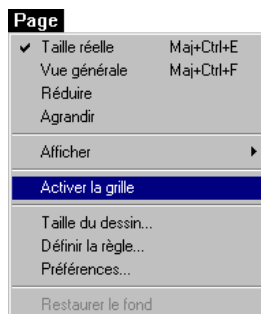 Page
✓ Taille réelle Maj+Ctrl+E
Vue générale Maj+Ctrl+F
Réduire
Agrandir
Afficher
Activer la grille
Taille du dessin...
Définir la règle...
Préférences...
Restaurer le fond